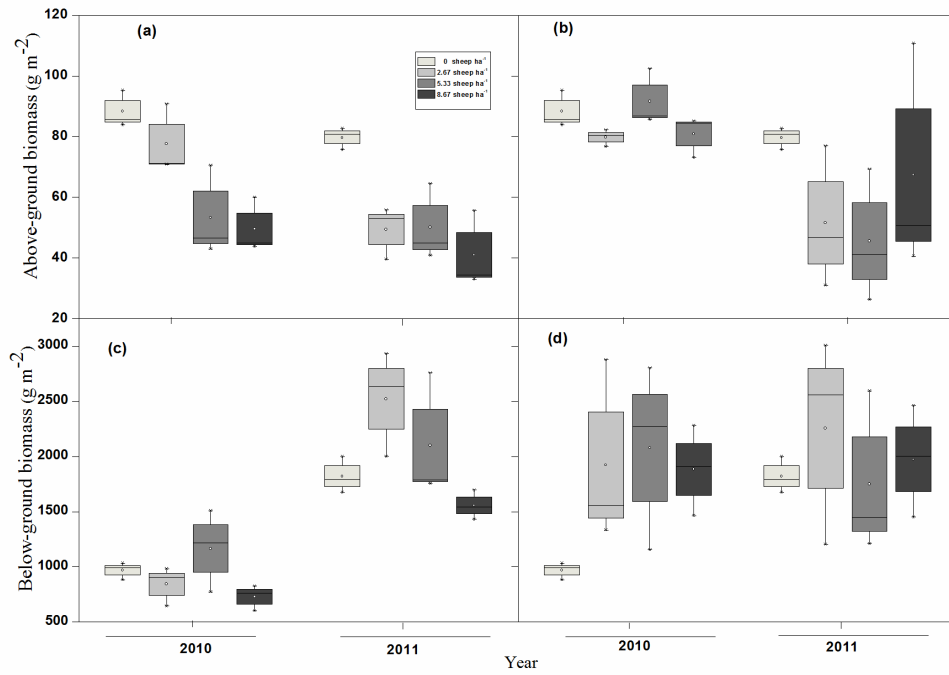 120
100
80
60
40
20
Above-ground biomass (g m-2)
(a)
0 sheep ha-1
2.67 sheep ha-1
5.33 sheep ha-1
8.67 sheep ha-1
(b)
3000
2500
2000
1500
1000
500
Below-ground biomass (g m-2)
(c)
(d)
2010
2011
2010
2011
Year